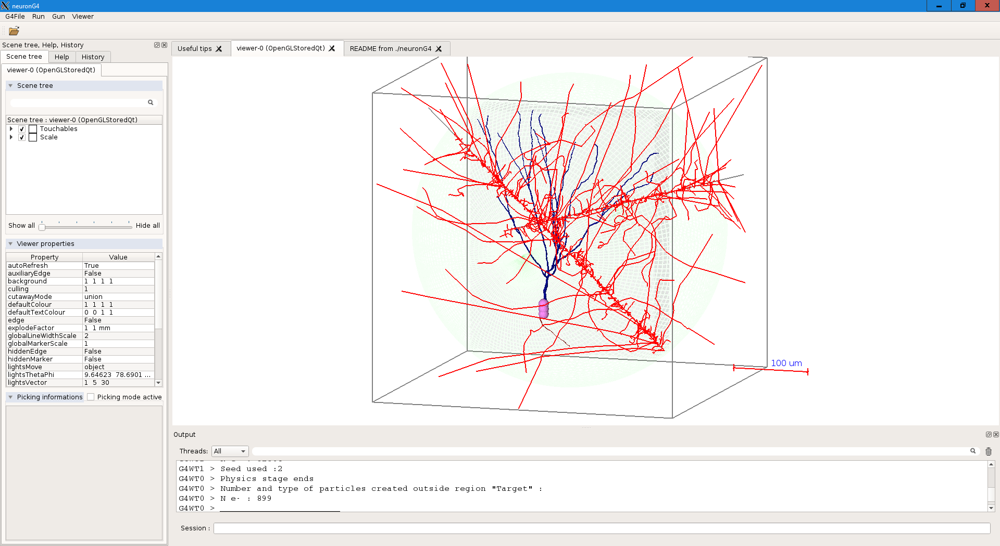 neuronG4
G4File Run Gun Viewer
Scene tree, Help, History
Scene tree Help History
viewer-0 (OpenGLStoredQt)
Scene tree
Scene tree : viewer-0 (OpenGLStoredQt)
Touchables
Scale
Show all Hide all
Viewer properties
Property Value
autoRefresh True
auxiliaryEdge False
background 1 1 1 1
culling 1
cutawayMode union
defaultColour 1 1 1 1
defaultTextColour 0 0 1 1
edge False
explodeFactor 1 1 mm
globalLineWidthScale 2
globalMarkerScale 1
hiddenEdge False
hiddenMarker False
lightsMove object
lightsThetaPhi 9.64623 78.6901 ...
lightsVector 1 5 30
Picking informations Picking mode active
Useful tips viewer-0 (OpenGLStoredQt) README from ./neuronG4
100 um
Output
Threads: All
G4WT1 > Seed used :2
G4WT0 > Physics stage ends
G4WT0 > Number and type of particles created outside region "Target" :
G4WT0 > N e- : 899
G4WT0 >
Session :